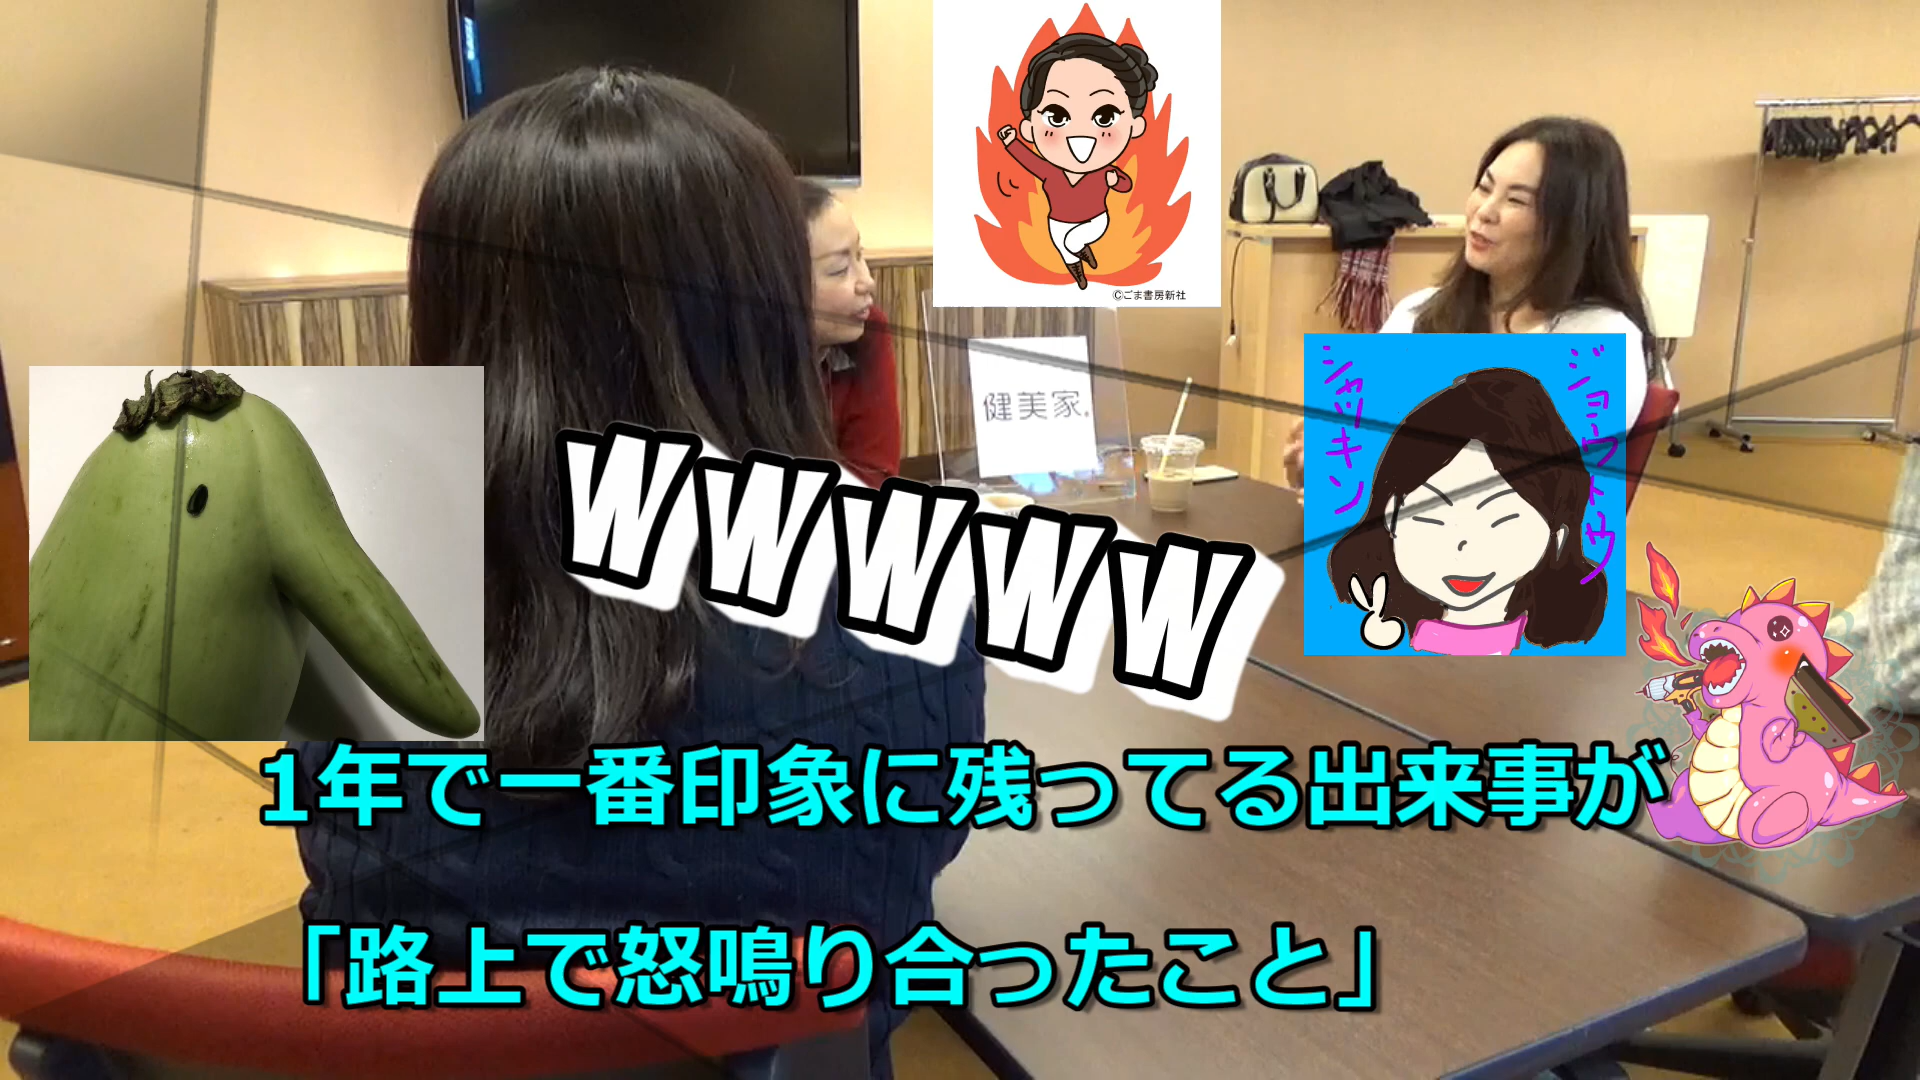 ©ごま書房新社
健美家
ジョウトウ
シャッキン
WWWWW
1年で一番印象に残ってる出来事が
「路上で怒鳴り合ったこと」